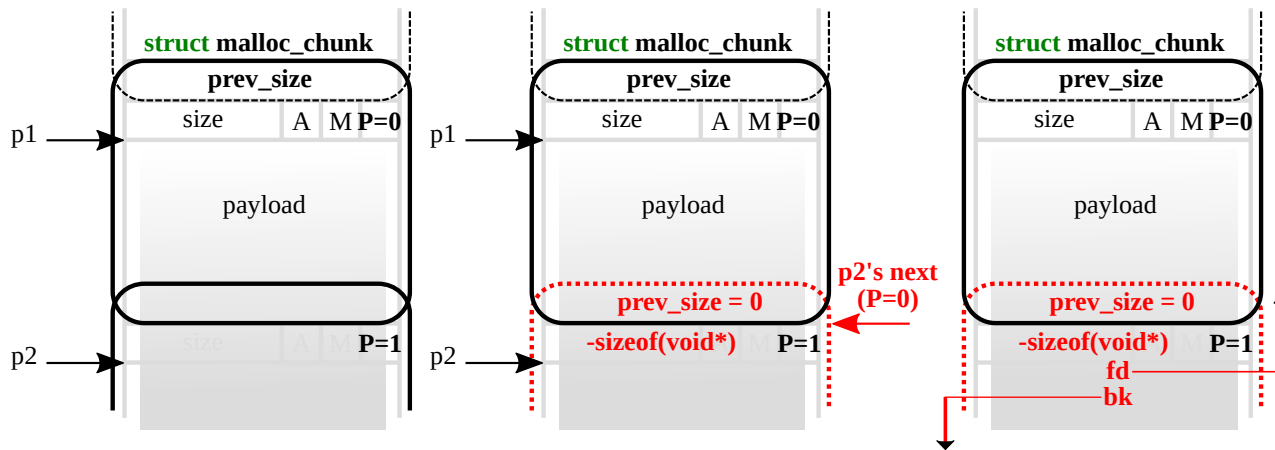 struct malloc_chunk
prev_size
size A M P=0
p1
payload
size A M P=1
p2
struct malloc_chunk
prev_size
size A M P=0
p1
payload
p2's next
(P=0)
prev_size = 0
-sizeof(void*) M P=1
p2
struct malloc_chunk
prev_size
size A M P=0
payload
prev_size = 0
-sizeof(void*) M P=1
fd
bk